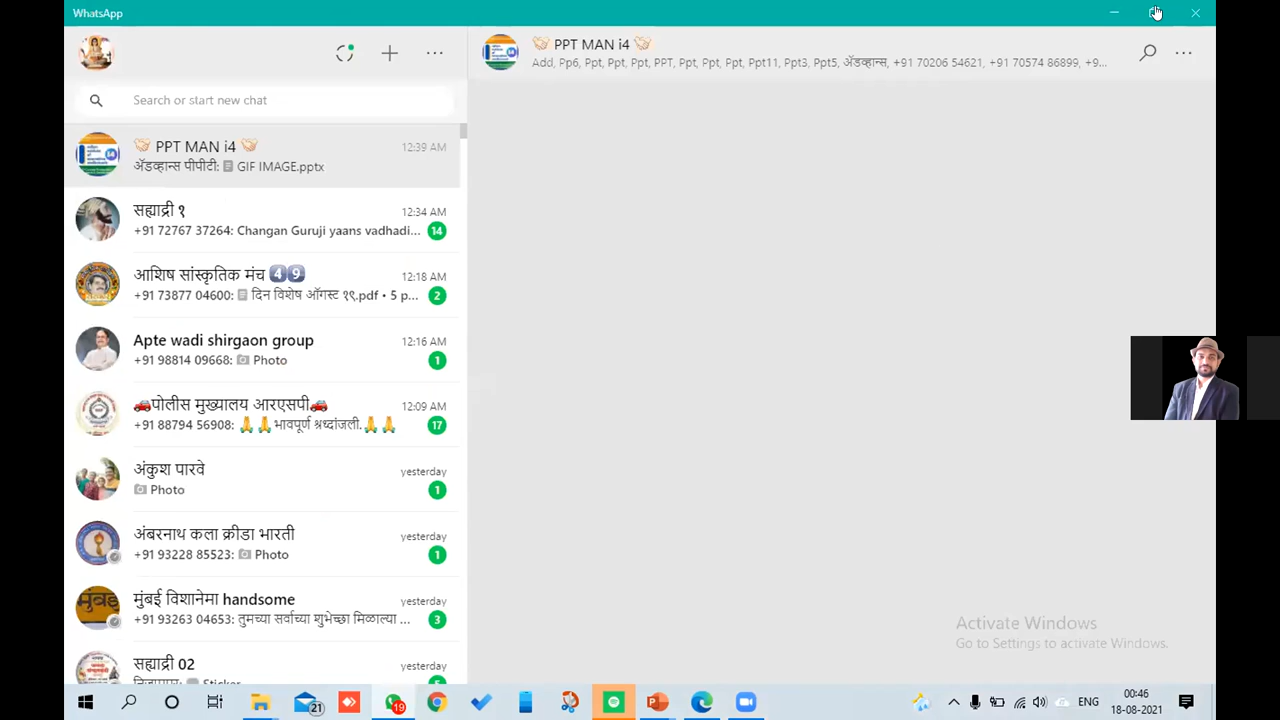 WhatsApp
PPT MAN i4
Add, Pp6, Ppt, Ppt, Ppt, PPT, Ppt, Ppt, Ppt, Ppt11, Ppt3, Ppt5, ॲडव्हान्स, +91 70206 54621, +91 70574 86899, +9...
Search or start new chat
PPT MAN i4
12:39 AM
ॲडव्हान्स पीपीटी: GIF IMAGE.pptx
सह्याद्री १
12:34 AM
+91 72767 37264: Changan Guruji yaans vadhadi...
14
आशिष सांस्कृतिक मंच 4 9
12:18 AM
+91 73877 04600: दिन विशेष ऑगस्ट १९.pdf • 5 p...
2
Apte wadi shirgaon group
12:16 AM
+91 98814 09668: Photo
1
🚗पोलीस मुख्यालय आरएसपी🚗
12:09 AM
+91 88794 56908: 🙏🙏भावपूर्ण श्रध्दांजली.🙏🙏
17
अंकुश पारवे
yesterday
Photo
1
अंबरनाथ कला क्रीडा भारती
yesterday
+91 93228 85523: Photo
1
मुंबई विशानेमा handsome
yesterday
+91 93263 04653: तुमच्या सर्वाच्या शुभेच्छा मिळाल्या ...
3
सह्याद्री 02
yesterday
Sticker
Activate Windows
Go to Settings to activate Windows.
21
19
ENG
00:46
18-08-2021